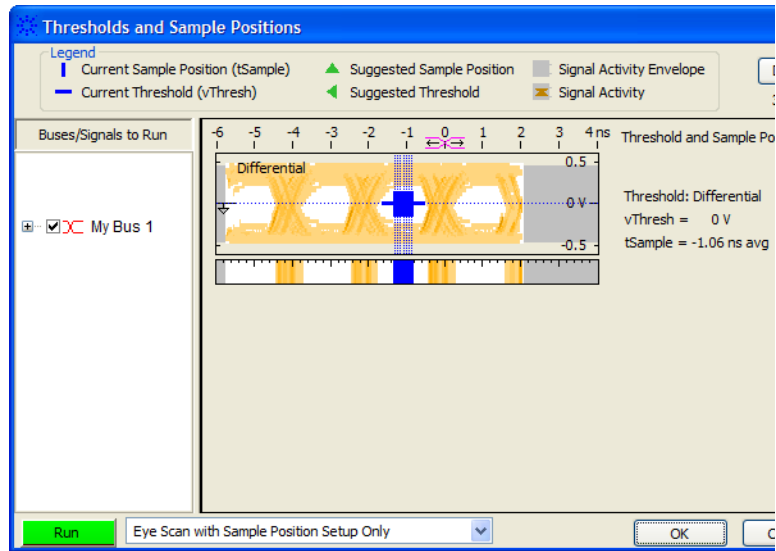 Thresholds and Sample Positions
Legend
Current Sample Position (tSample)
Suggested Sample Position
Signal Activity Envelope
Current Threshold (vThresh)
Suggested Threshold
Signal Activity
Buses/Signals to Run
-6 -5 -4 -3 -2 -1 0 1 2 3 4 ns
Threshold and Sample Po
Differential
0.5
My Bus 1
0 V
-0.5
Threshold: Differential
vThresh = 0 V
tSample = -1.06 ns avg
Run
Eye Scan with Sample Position Setup Only
OK